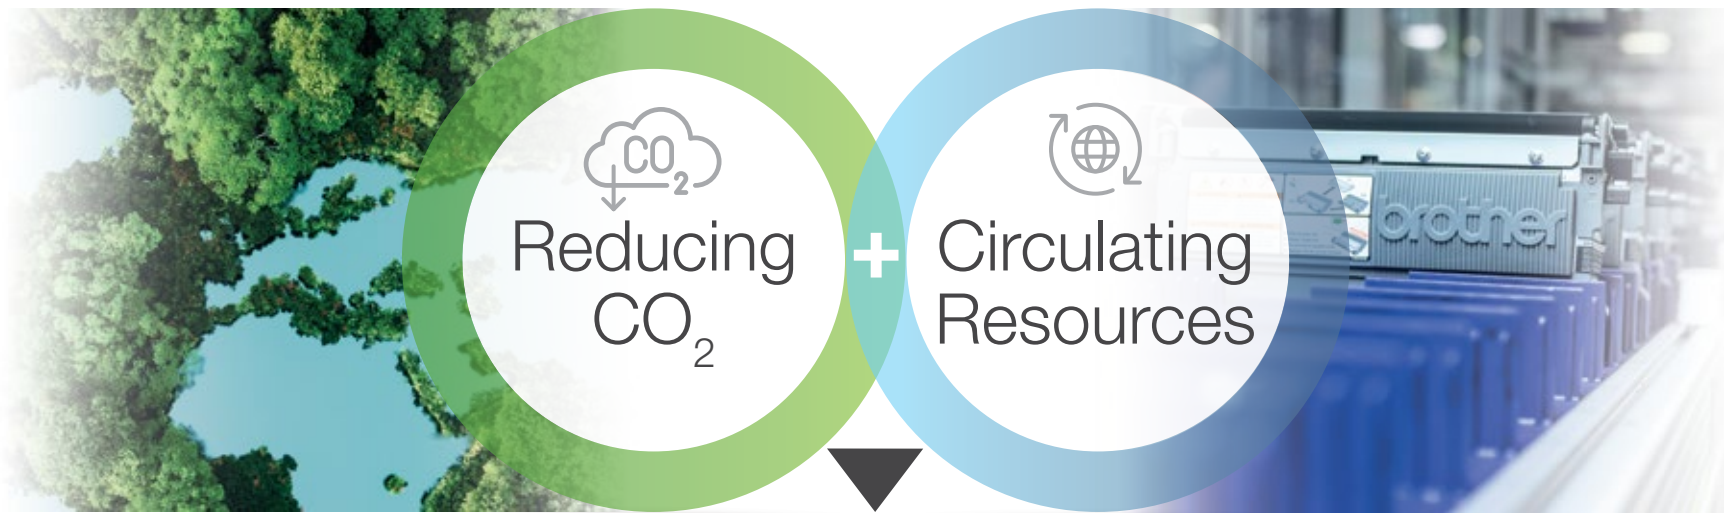 CO₂
Reducing
CO₂
+
Circulating
Resources
brother